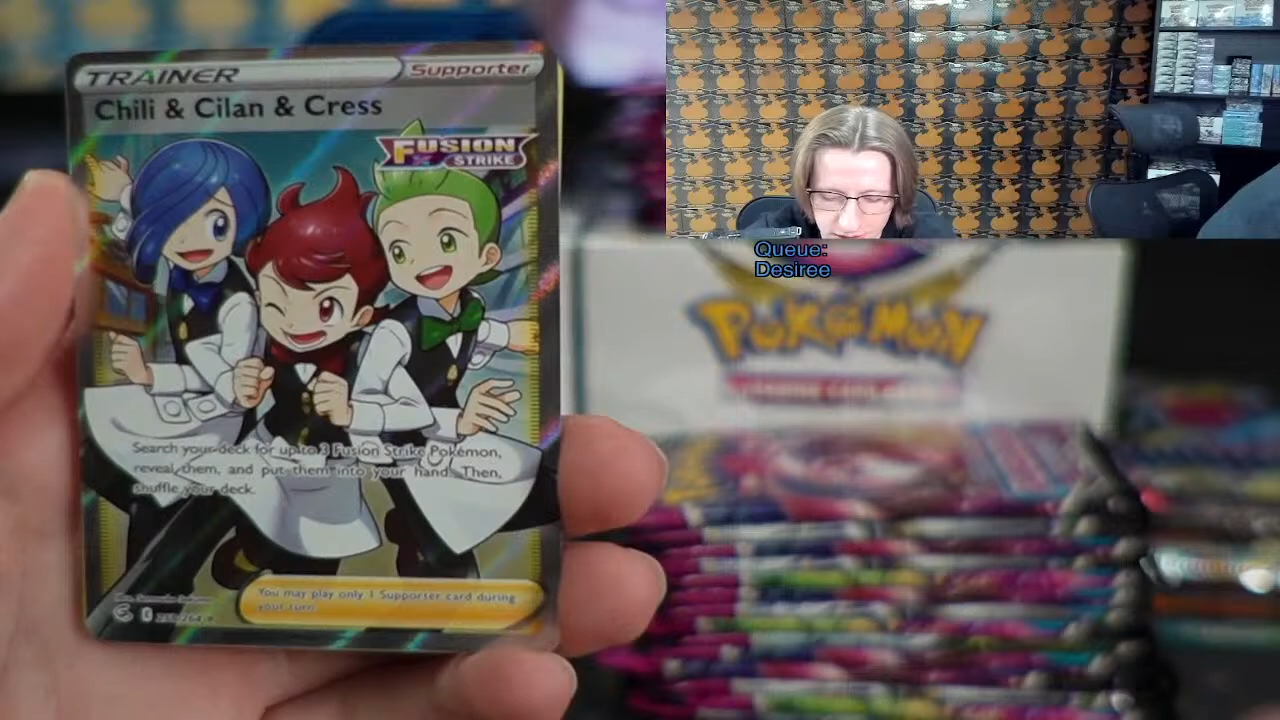 TRAINER
Supporter
Chili & Cilan & Cress
FUSION
STRIKE
Search your deck for up to 3 Fusion Strike Pokémon,
reveal them, and put them into your hand. Then,
shuffle your deck.
You may play only 1 Supporter card during
your turn.
Queue:
Desiree
POKéMON